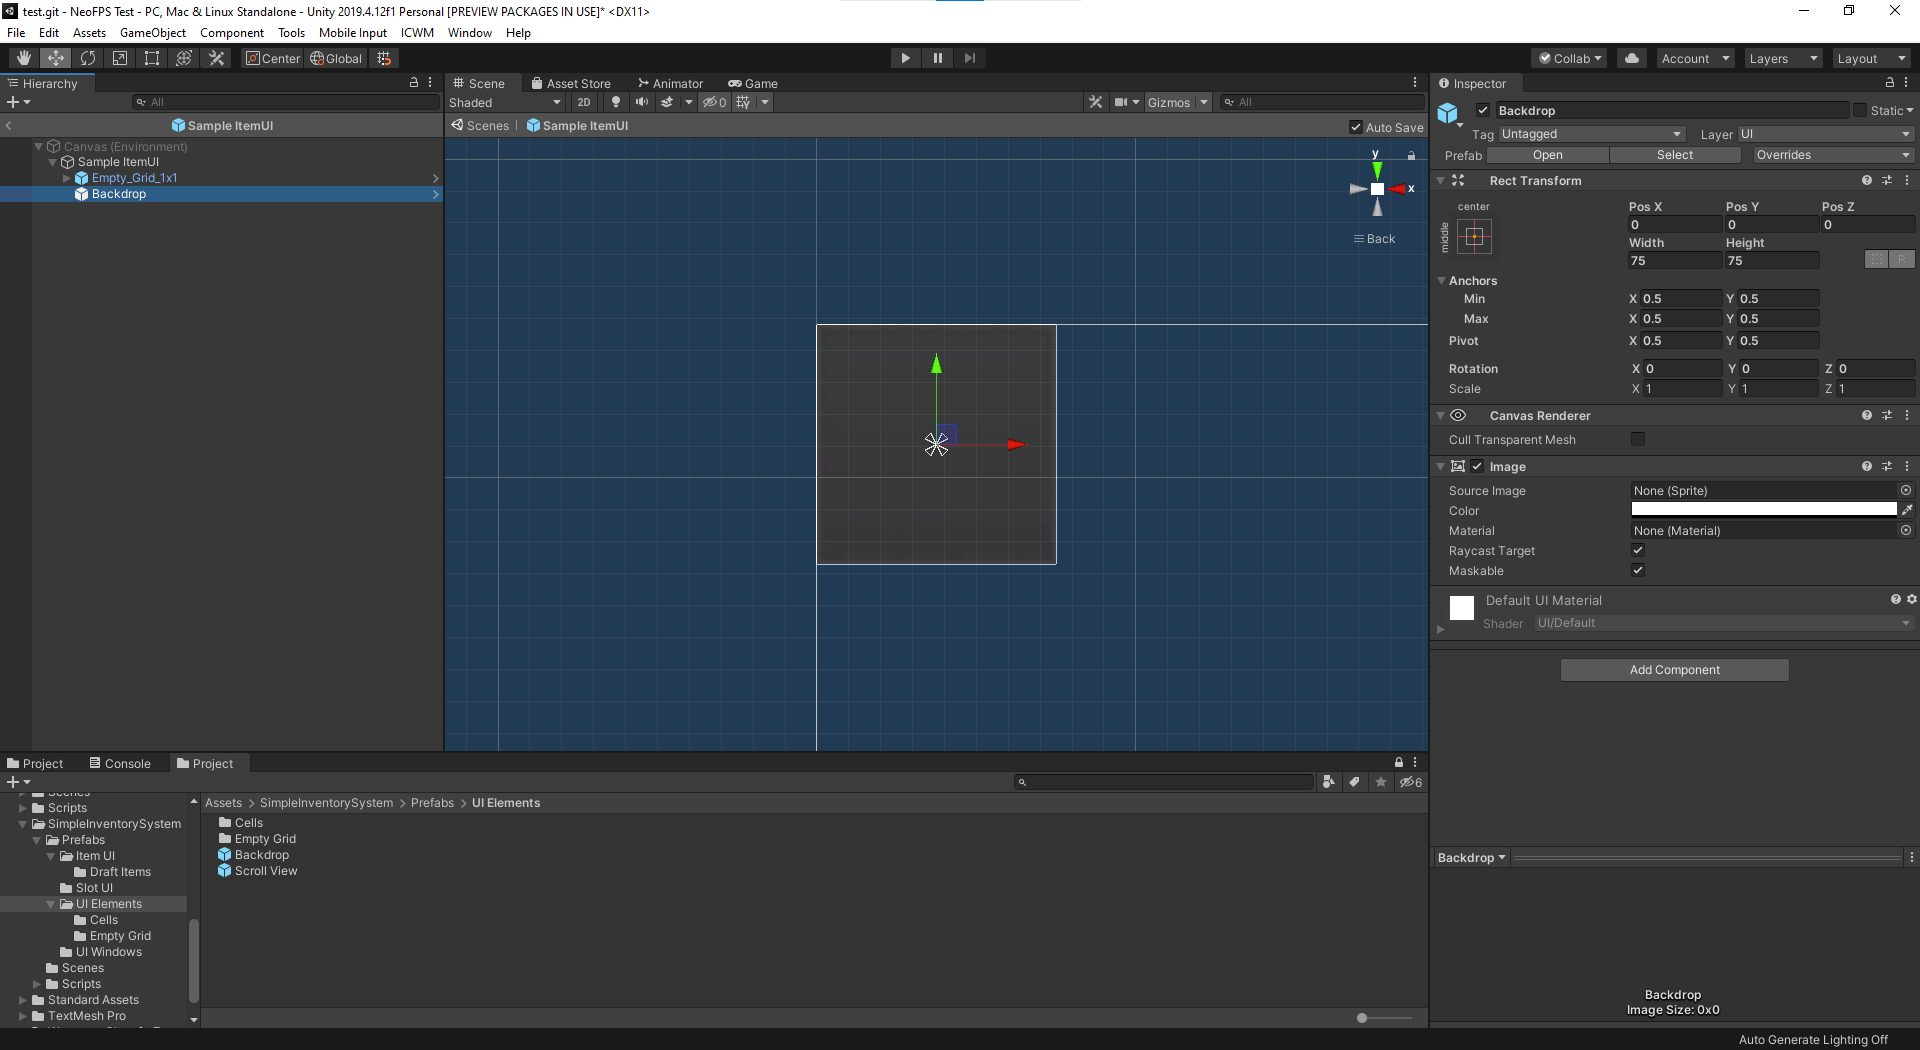 test.git - NeoFPS Test - PC, Mac & Linux Standalone - Unity 2019.4.12f1 Personal [PREVIEW PACKAGES IN USE]* <DX11>
File Edit Assets GameObject Component Tools Mobile Input ICWM Window Help
Center Global Collab Account Layers Layout
Hierarchy
All
Sample ItemUI
Canvas (Environment)
Sample ItemUI
Empty_Grid_1x1
Backdrop
Scene Asset Store Animator Game
Shaded 2D 0 Gizmos All
Scenes Sample ItemUI Auto Save
y
x
Back
Inspector
Backdrop Static
Tag Untagged Layer UI
Prefab Open Select Overrides
Rect Transform
center
middle
Pos X Pos Y Pos Z
0 0 0
Width Height
75 75 R
Anchors
Min X 0.5 Y 0.5
Max X 0.5 Y 0.5
Pivot X 0.5 Y 0.5
Rotation X 0 Y 0 Z 0
Scale X 1 Y 1 Z 1
Canvas Renderer
Cull Transparent Mesh
Image
Source Image None (Sprite)
Color
Material None (Material)
Raycast Target
Maskable
Default UI Material
Shader UI/Default
Add Component
Backdrop
Backdrop
Image Size: 0x0
Project Console Project
6
Scenes
Scripts
SimpleInventorySystem
Prefabs
Item UI
Draft Items
Slot UI
UI Elements
Cells
Empty Grid
UI Windows
Scenes
Scripts
Standard Assets
TextMesh Pro
Assets > SimpleInventorySystem > Prefabs > UI Elements
Cells
Empty Grid
Backdrop
Scroll View
Auto Generate Lighting Off